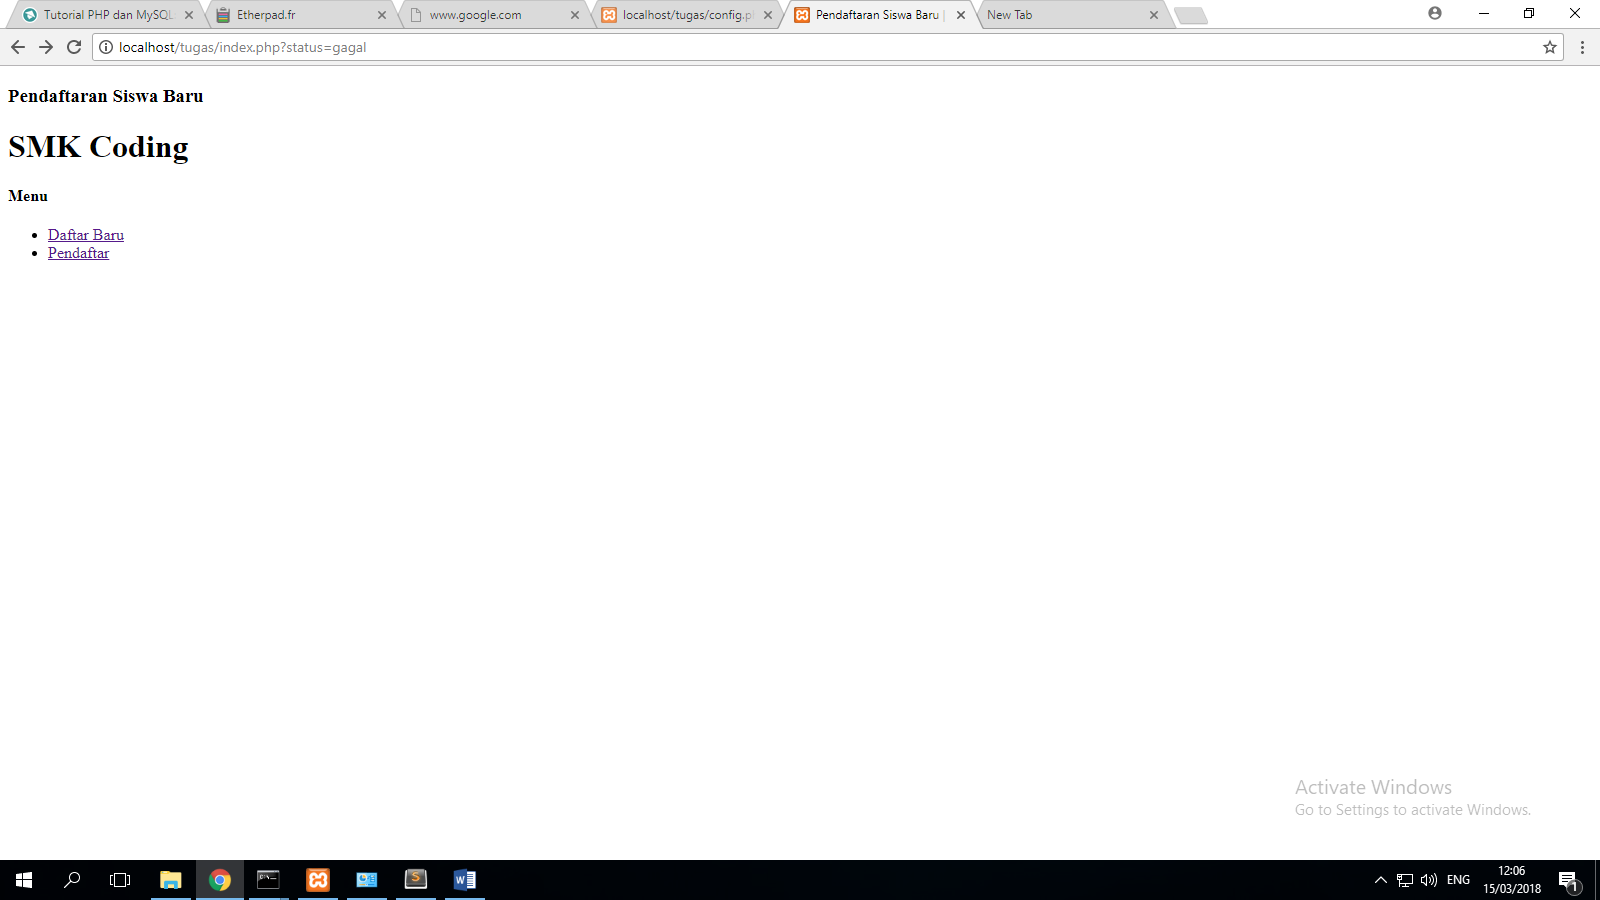 Tutorial PHP dan MySQL:
Etherpad.fr
www.google.com
localhost/tugas/config.p
Pendaftaran Siswa Baru |
New Tab
localhost/tugas/index.php?status=gagal
Pendaftaran Siswa Baru
SMK Coding
Menu
Daftar Baru
Pendaftar
Activate Windows
Go to Settings to activate Windows.
ENG
12:06
15/03/2018
1